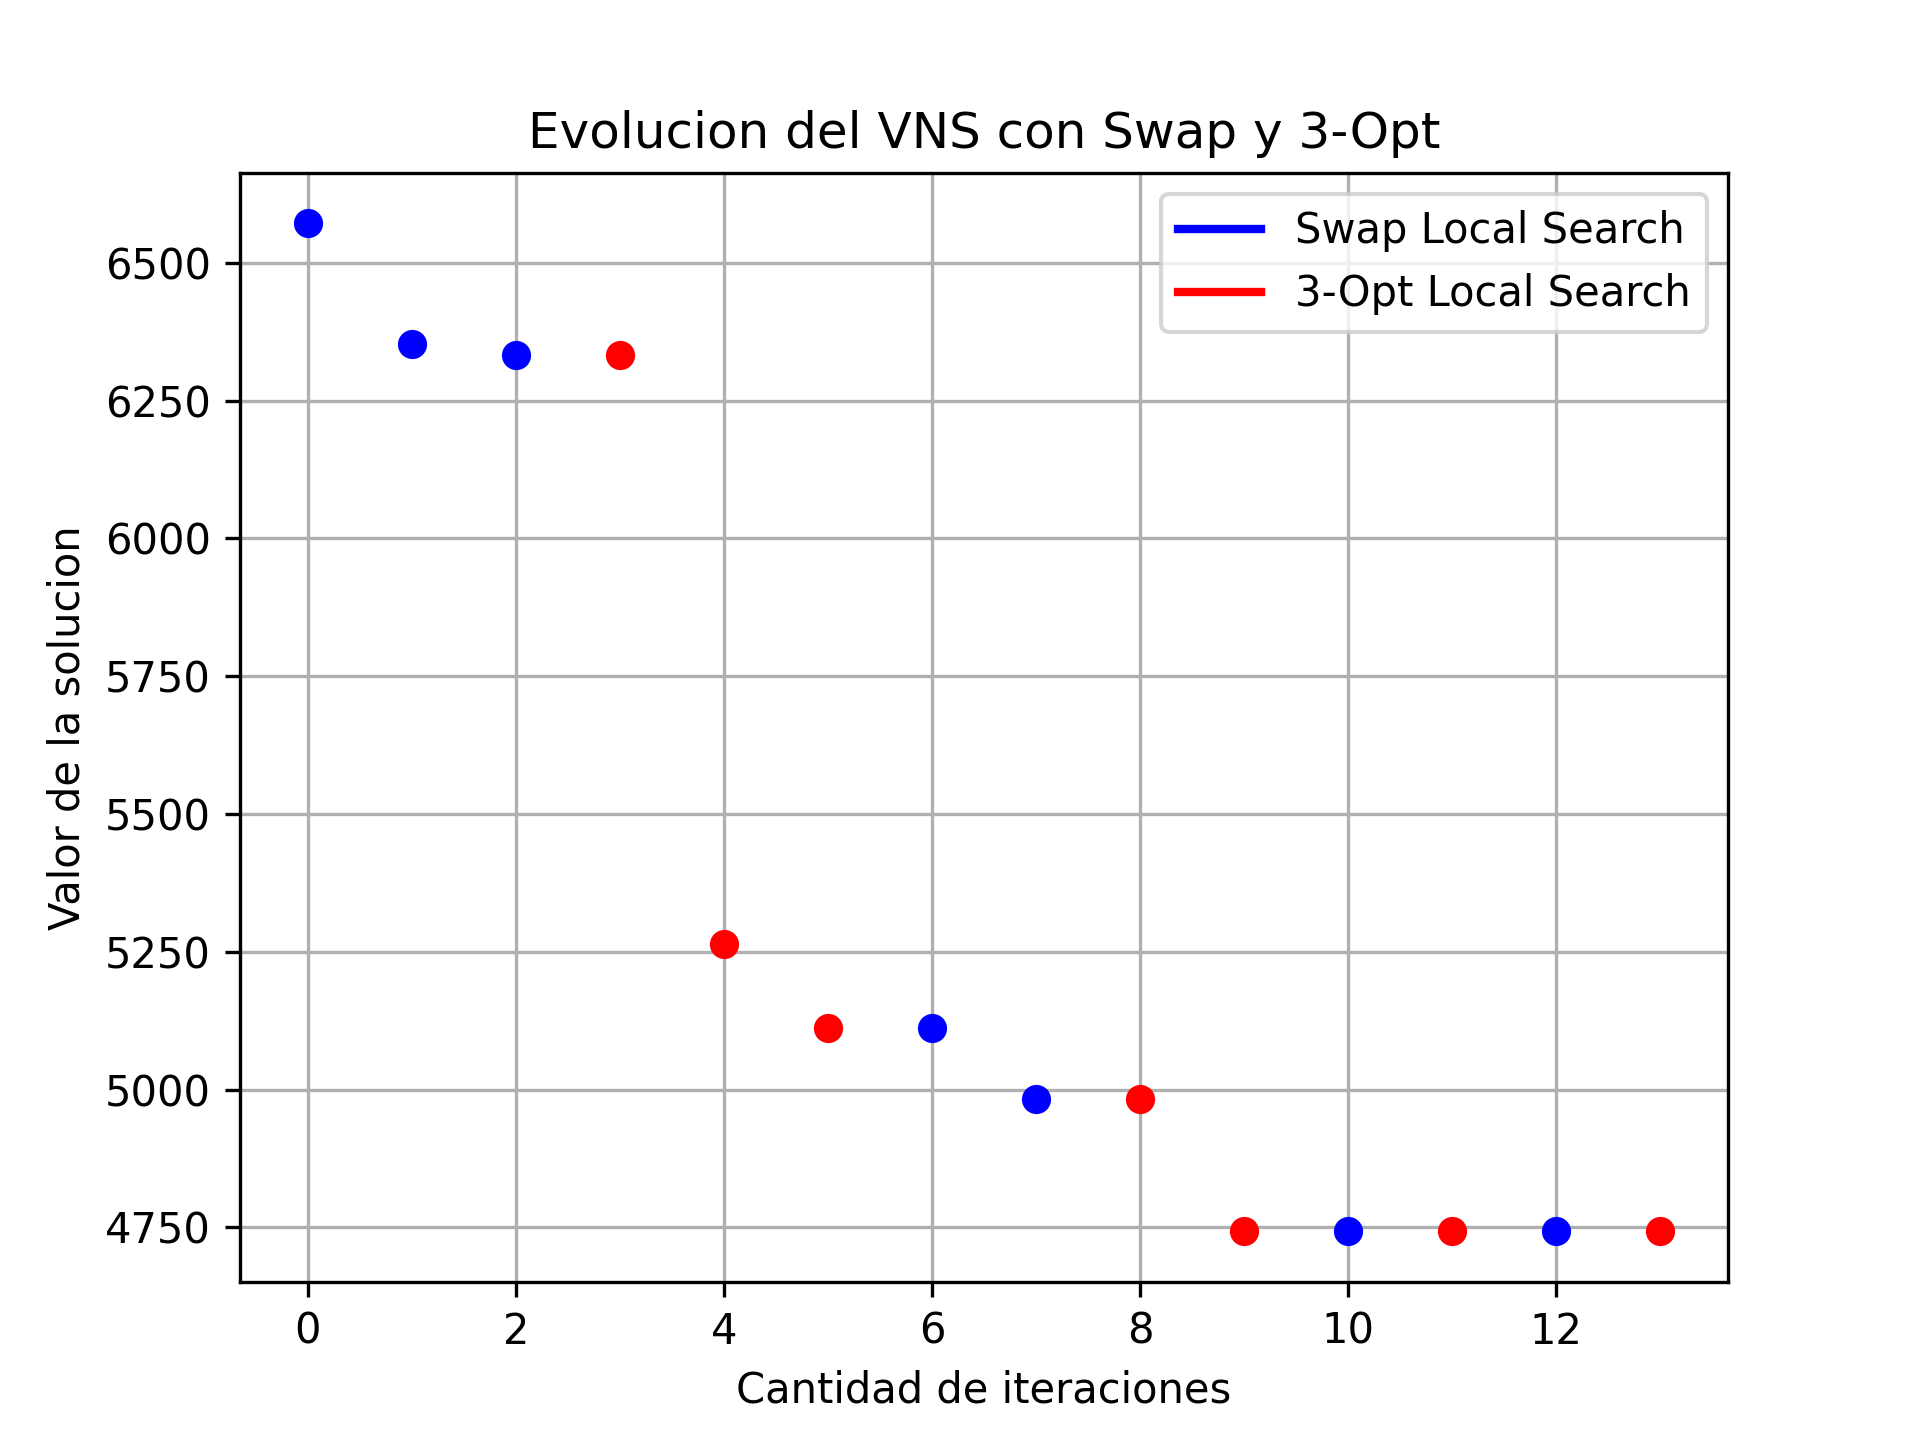 Evolucion del VNS con Swap y 3-Opt
Swap Local Search
3-Opt Local Search
Valor de la solucion
6500
6250
6000
5750
5500
5250
5000
4750
0 2 4 6 8 10 12
Cantidad de iteraciones